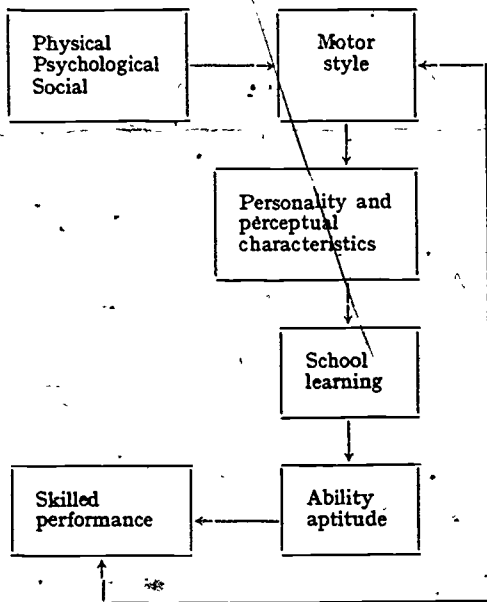 Physical
Psychological
Social
Motor
style
Personality and
perceptual
characteristics
School
learning
Skilled
performance
Ability
aptitude